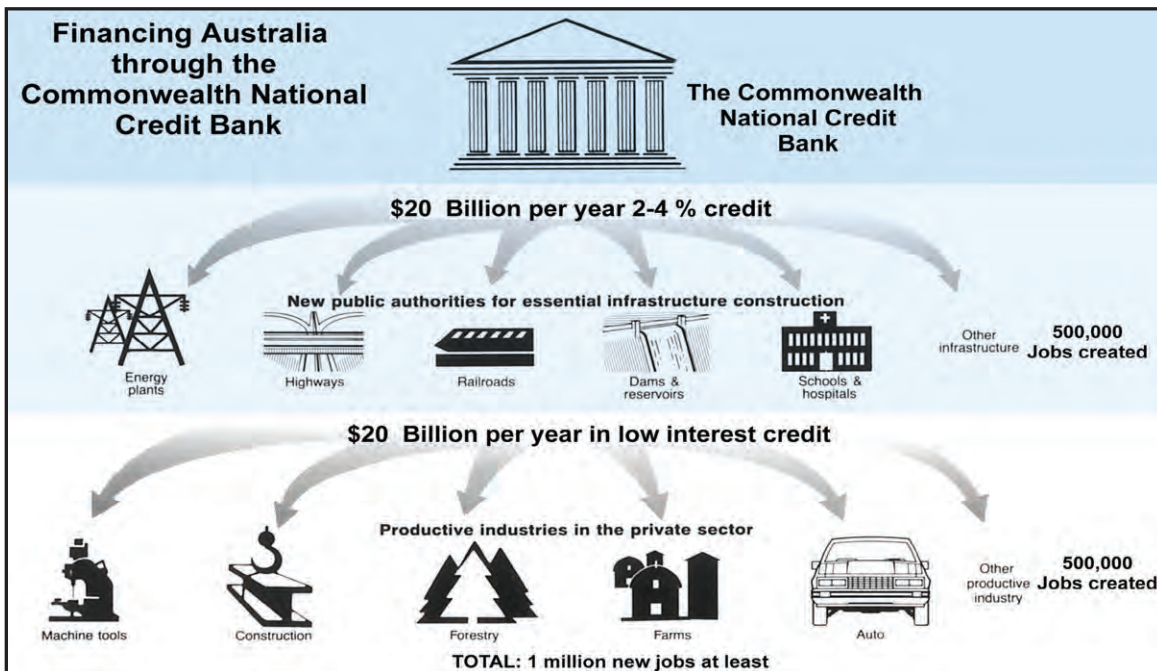 Financing Australia
through the
Commonwealth National
Credit Bank
The Commonwealth
National Credit
Bank
$20 Billion per year 2-4 % credit
New public authorities for essential infrastructure construction
Energy
plants
Highways
Railroads
Dams &
reservoirs
Schools &
hospitals
Other
infrastructure
500,000
Jobs created
$20 Billion per year in low interest credit
Productive industries in the private sector
Machine tools
Construction
Forestry
Farms
Auto
Other
productive
industry
500,000
Jobs created
TOTAL: 1 million new jobs at least